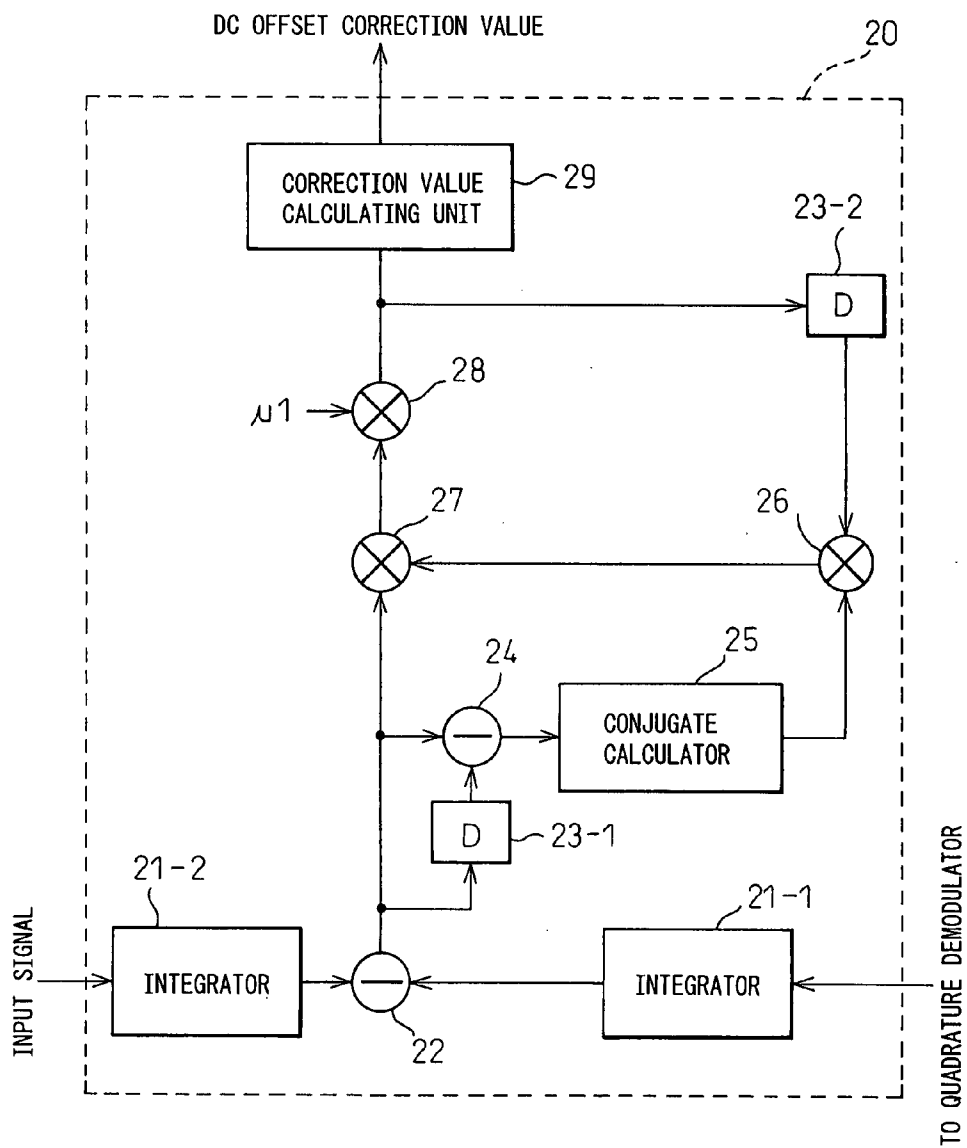 DC OFFSET CORRECTION VALUE
20
CORRECTION VALUE
CALCULATING UNIT
29
23-2
D
28
μ1
27
26
24
25
CONJUGATE
CALCULATOR
D
23-1
21-2
21-1
INPUT SIGNAL
INTEGRATOR
INTEGRATOR
22
TO QUADRATURE DEMODULATOR